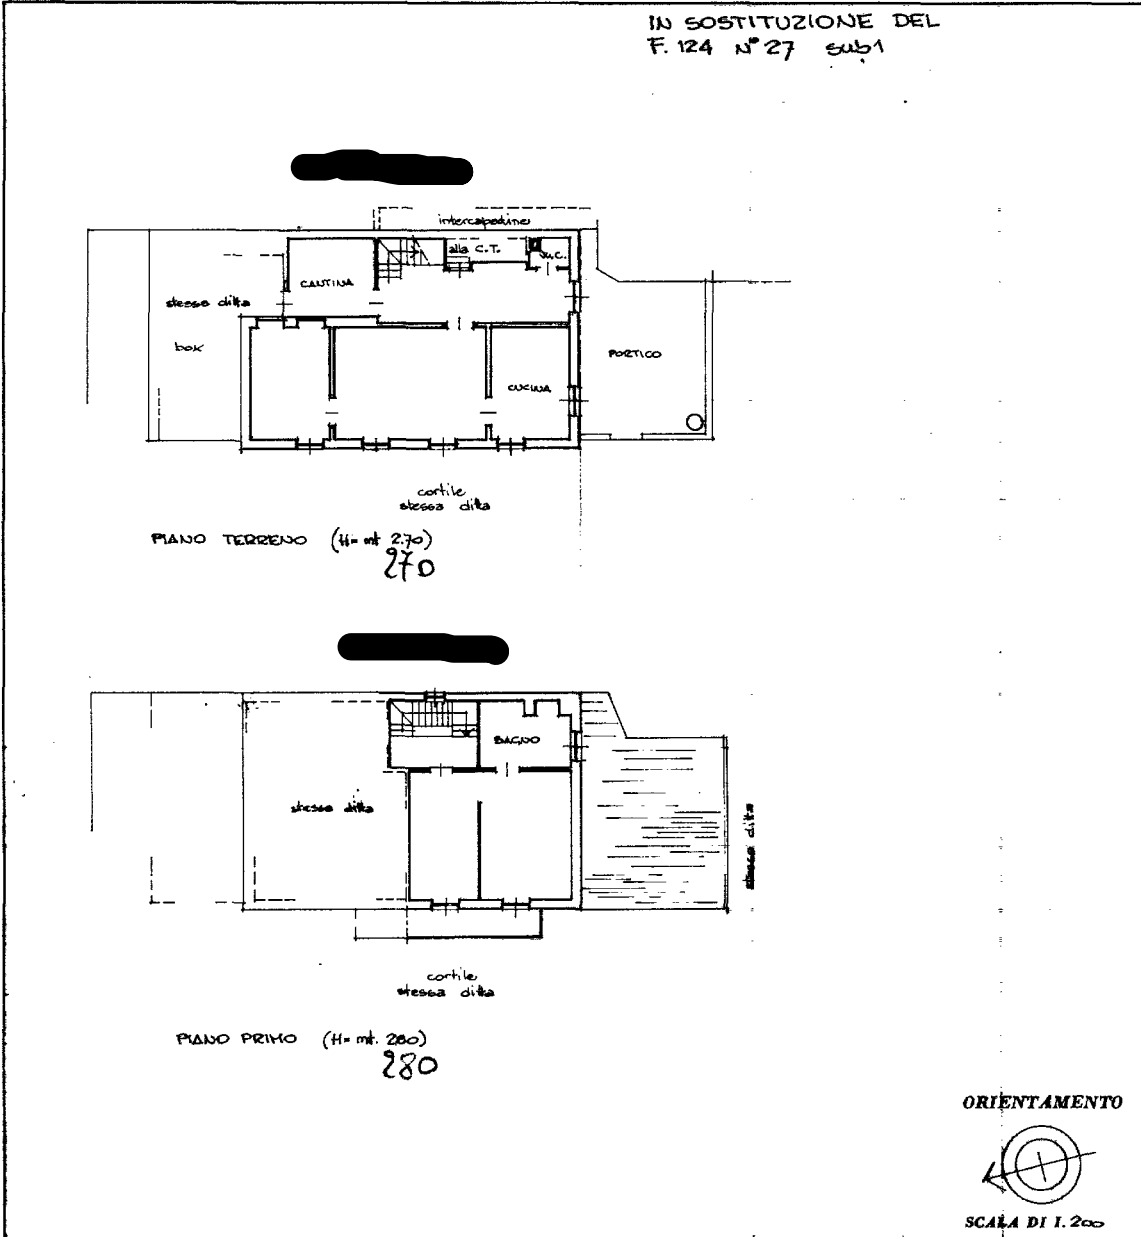 IN SOSTITUZIONE DEL
F. 124 N° 27 sub1
intercapedine
alla C.T.
W.C.
CANTINA
stessa ditta
box
PORTICO
CUCINA
cortile
stessa ditta
PIANO TERRENO (H= mt 2.70)
270
BAGNO
stessa ditta
stessa ditta
cortile
stessa ditta
PIANO PRIMO (H= mt. 280)
280
ORIENTAMENTO
SCALA DI 1. 200